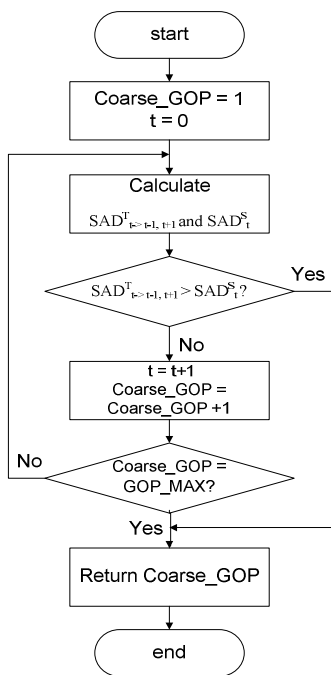 start
Coarse_GOP = 1
t = 0
Calculate
SAD^T_t->t-1, t+1 and SAD^S_t
SAD^T_t->t-1, t+1 > SAD^S_t?
Yes
No
t = t+1
Coarse_GOP =
Coarse_GOP +1
No
Coarse_GOP =
GOP_MAX?
Yes
Return Coarse_GOP
end